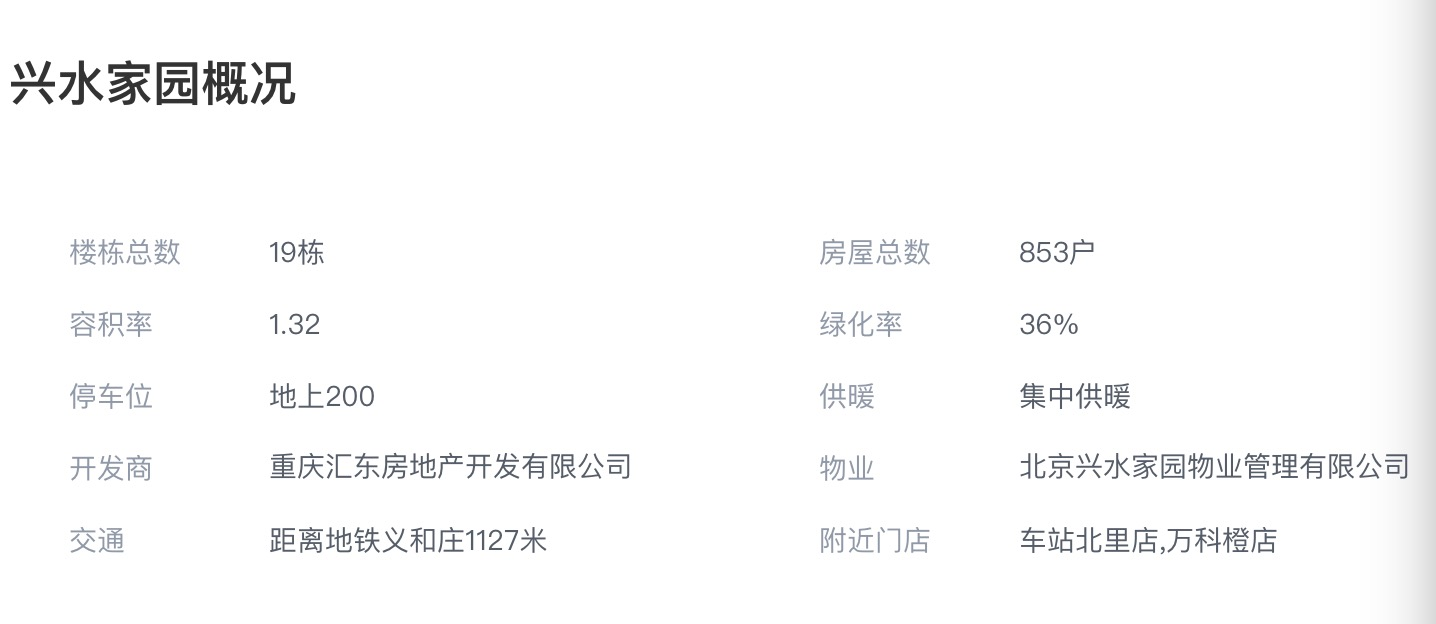 兴水家园概况
楼栋总数 19栋 房屋总数 853户
容积率 1.32 绿化率 36%
停车位 地上200 供暖 集中供暖
开发商 重庆汇东房地产开发有限公司 物业 北京兴水家园物业管理有限公司
交通 距离地铁义和庄1127米 附近门店 车站北里店,万科橙店